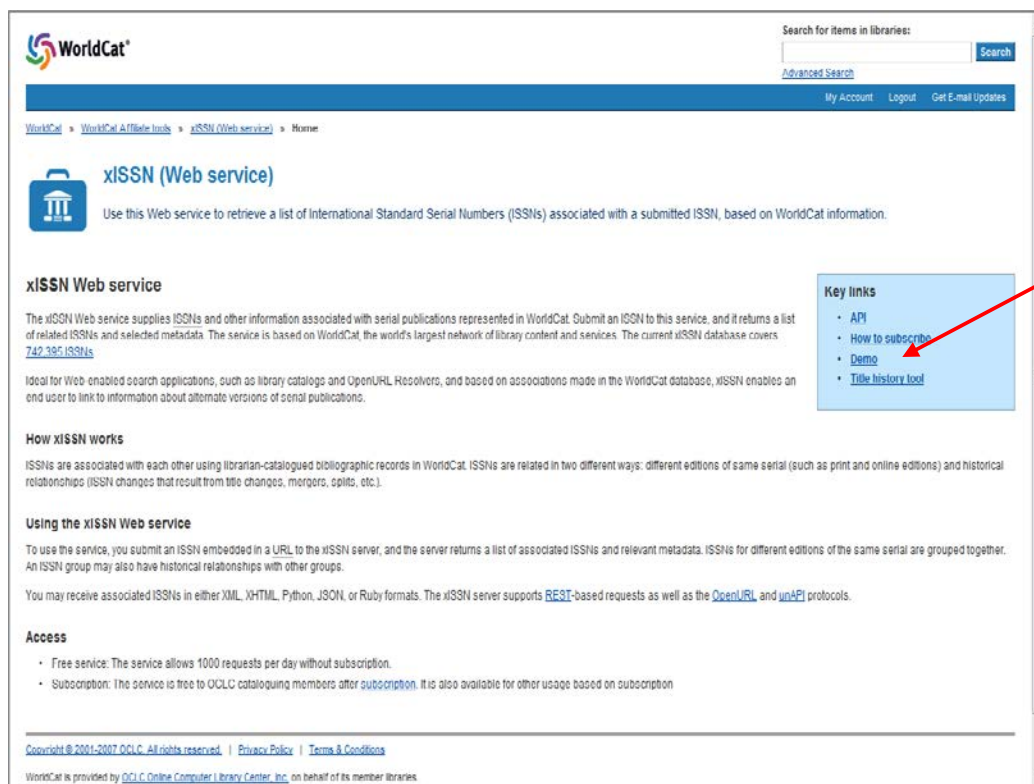 WorldCat®
Search for items in libraries:
Search
Advanced Search
My Account Logout Get E-mail Updates
WorldCat » WorldCat Affiliate tools » xISSN (Web service) » Home
xISSN (Web service)
Use this Web service to retrieve a list of International Standard Serial Numbers (ISSNs) associated with a submitted ISSN, based on WorldCat information.
xISSN Web service
The xISSN Web service supplies ISSNs and other information associated with serial publications represented in WorldCat. Submit an ISSN to this service, and it returns a list
of related ISSNs and selected metadata. The service is based on WorldCat, the world's largest network of library content and services. The current xISSN database covers
742,395 ISSNs
Ideal for Web-enabled search applications, such as library catalogs and OpenURL Resolvers, and based on associations made in the WorldCat database, xISSN enables an
end user to link to information about alternate versions of serial publications.
Key links
• API
• How to subscribe
• Demo
• Title history tool
How xISSN works
ISSNs are associated with each other using librarian-catalogued bibliographic records in WorldCat. ISSNs are related in two different ways: different editions of same serial (such as print and online editions) and historical
relationships (ISSN changes that result from title changes, mergers, splits, etc.).
Using the xISSN Web service
To use the service, you submit an ISSN embedded in a URL to the xISSN server, and the server returns a list of associated ISSNs and relevant metadata. ISSNs for different editions of the same serial are grouped together.
An ISSN group may also have historical relationships with other groups.
You may receive associated ISSNs in either XML, XHTML, Python, JSON, or Ruby formats. The xISSN server supports REST-based requests as well as the OpenURL and unAPI protocols.
Access
• Free service: The service allows 1000 requests per day without subscription.
• Subscription: The service is free to OCLC cataloguing members after subscription. It is also available for other usage based on subscription
Copyright © 2001-2007 OCLC. All rights reserved. | Privacy Policy | Terms & Conditions
WorldCat is provided by OCLC Online Computer Library Center, Inc. on behalf of its member libraries.